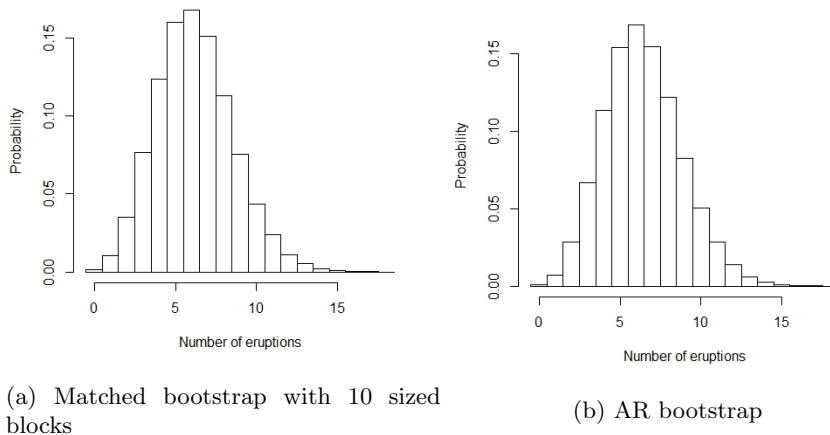 Probability
0.15
0.10
0.05
0.00
0 5 10 15
Number of eruptions
(a) Matched bootstrap with 10 sized
blocks
Probability
0.15
0.10
0.05
0.00
0 5 10 15
Number of eruptions
(b) AR bootstrap